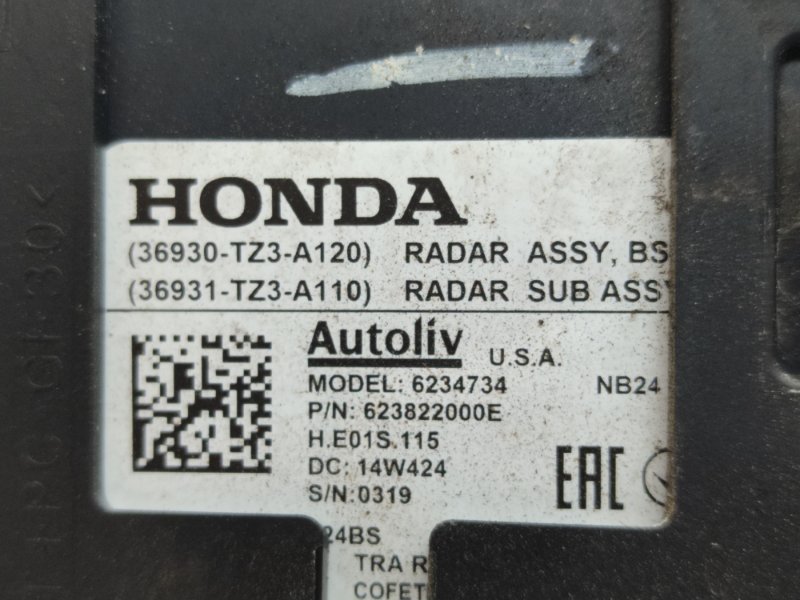 HONDA
(36930-TZ3-A120) RADAR ASSY, BS
(36931-TZ3-A110) RADAR SUB ASSY
Autoliv U.S.A.
MODEL: 6234734 NB24
P/N: 623822000E
H.E01S.115
DC: 14W424
S/N:0319
EAC
24BS
TRA R
COFET